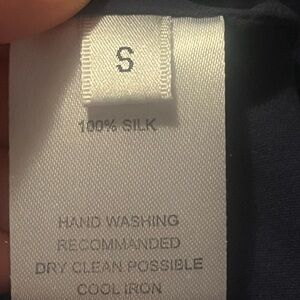 S
100% SILK
HAND WASHING
RECOMMANDED
DRY CLEAN POSSIBLE
COOL IRON